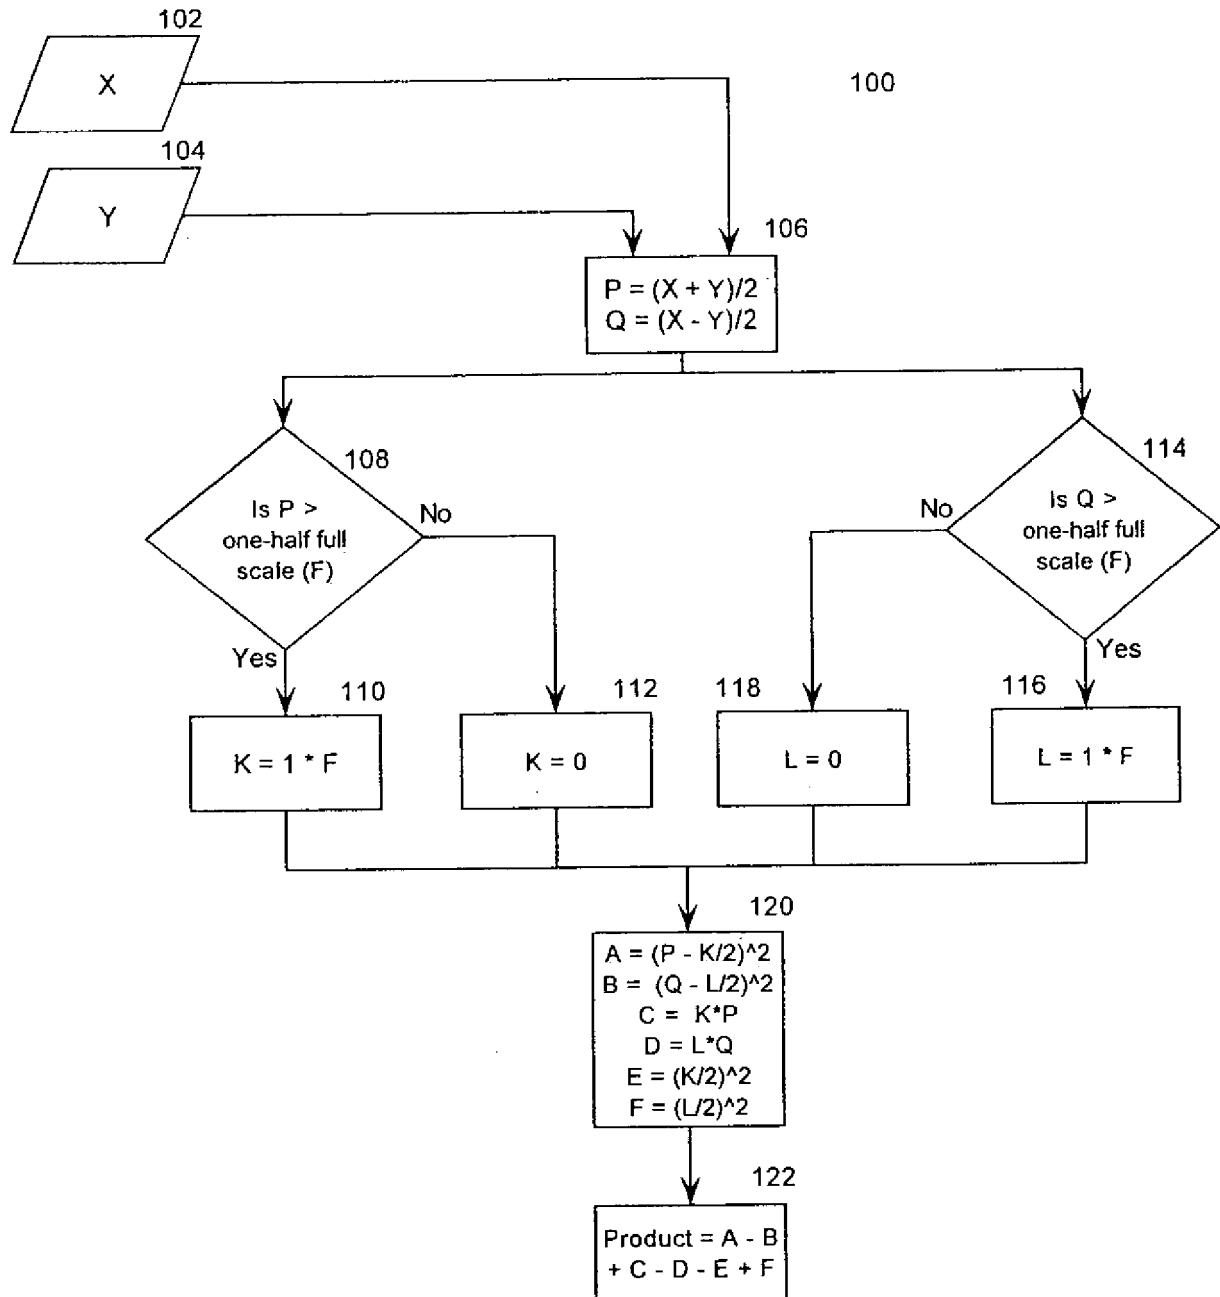 102
X
100
104
Y
106
P = (X + Y)/2
Q = (X - Y)/2
108
Is P >
one-half full
scale (F)
No
Yes
114
Is Q >
one-half full
scale (F)
No
Yes
110
K = 1 * F
112
K = 0
118
L = 0
116
L = 1 * F
120
A = (P - K/2)^2
B = (Q - L/2)^2
C = K*P
D = L*Q
E = (K/2)^2
F = (L/2)^2
122
Product = A - B
+ C - D - E + F